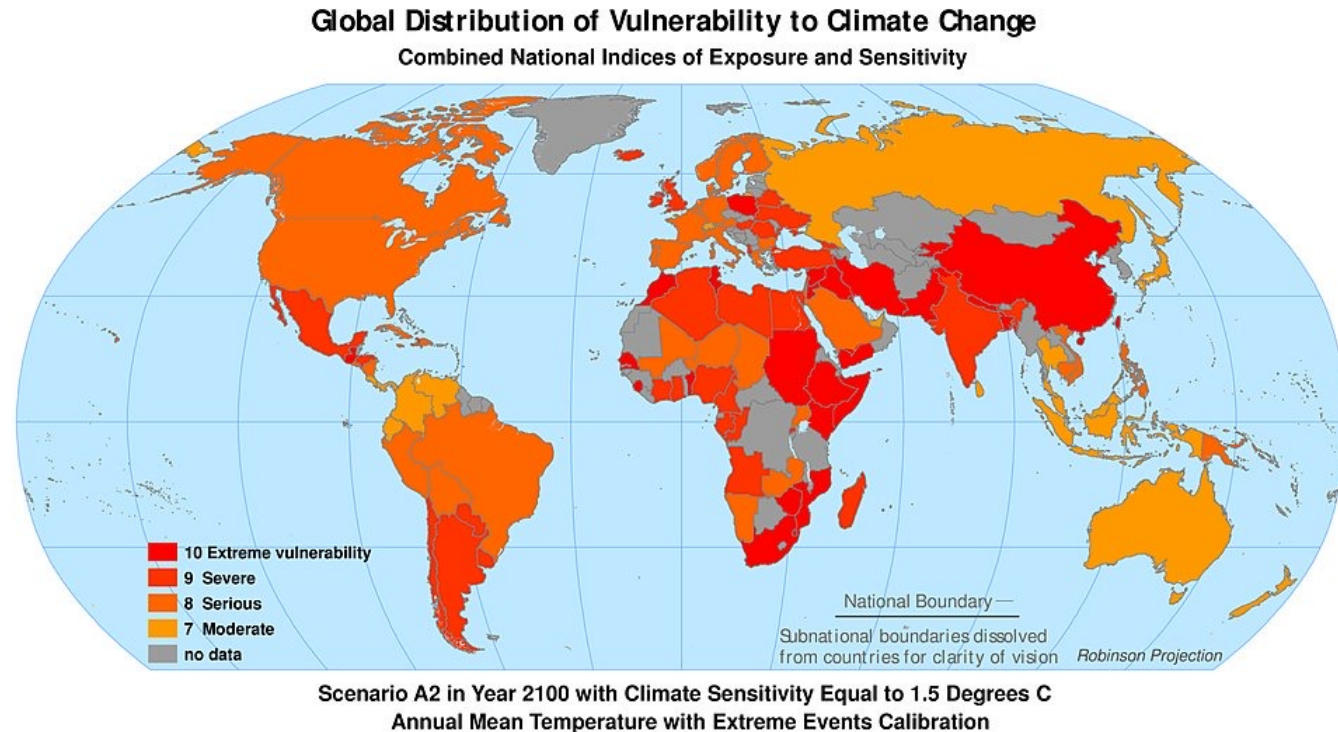 Global Distribution of Vulnerability to Climate Change
Combined National Indices of Exposure and Sensitivity
10 Extreme vulnerability
9 Severe
8 Serious
7 Moderate
no data
National Boundary
Subnational boundaries dissolved
from countries for clarity of vision
Robinson Projection
Scenario A2 in Year 2100 with Climate Sensitivity Equal to 1.5 Degrees C
Annual Mean Temperature with Extreme Events Calibration